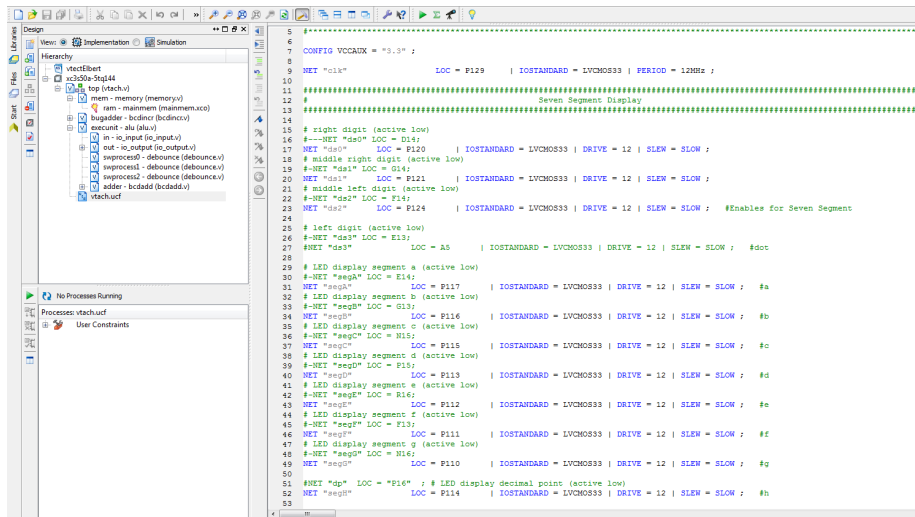 Design
View: Implementation Simulation
Hierarchy
vtectElbert
xc3s50a-5tq144
top (vtach.v)
mem - memory (memory.v)
ram - mainmem (mainmem.xco)
bugadder - bcdincr (bcdincr.v)
execunit - alu (alu.v)
in - io_input (io_input.v)
out - io_output (io_output.v)
swprocess0 - debounce (debounce.v)
swprocess1 - debounce (debounce.v)
swprocess2 - debounce (debounce.v)
adder - bcdadd (bcdadd.v)
vtach.ucf
Libraries
Files
Design
Start
No Processes Running
Processes: vtach.ucf
User Constraints
5
6
7 CONFIG VCCAUX = "3.3" ;
8
9 NET "clk" LOC = P129 | IOSTANDARD = LVCMOS33 | PERIOD = 12MHz ;
10
11 ####################################################################################################
12 # Seven Segment Display
13 ####################################################################################################
14
15 # right digit (active low)
16 #---NET "ds0" LOC = D14;
17 NET "ds0" LOC = P120 | IOSTANDARD = LVCMOS33 | DRIVE = 12 | SLEW = SLOW ;
18 # middle right digit (active low)
19 #-NET "ds1" LOC = G14;
20 NET "ds1" LOC = P121 | IOSTANDARD = LVCMOS33 | DRIVE = 12 | SLEW = SLOW ;
21 # middle left digit (active low)
22 #-NET "ds2" LOC = F14;
23 NET "ds2" LOC = P124 | IOSTANDARD = LVCMOS33 | DRIVE = 12 | SLEW = SLOW ; #Enables for Seven Segment
24
25 # left digit (active low)
26 #-NET "ds3" LOC = E13;
27 #NET "ds3" LOC = A5 | IOSTANDARD = LVCMOS33 | DRIVE = 12 | SLEW = SLOW ; #dot
28
29 # LED display segment a (active low)
30 #-NET "segA" LOC = E14;
31 NET "segA" LOC = P117 | IOSTANDARD = LVCMOS33 | DRIVE = 12 | SLEW = SLOW ; #a
32 # LED display segment b (active low)
33 #-NET "segB" LOC = G13;
34 NET "segB" LOC = P116 | IOSTANDARD = LVCMOS33 | DRIVE = 12 | SLEW = SLOW ; #b
35 # LED display segment c (active low)
36 #-NET "segC" LOC = N15;
37 NET "segC" LOC = P115 | IOSTANDARD = LVCMOS33 | DRIVE = 12 | SLEW = SLOW ; #c
38 # LED display segment d (active low)
39 #-NET "segD" LOC = P15;
40 NET "segD" LOC = P113 | IOSTANDARD = LVCMOS33 | DRIVE = 12 | SLEW = SLOW ; #d
41 # LED display segment e (active low)
42 #-NET "segE" LOC = R16;
43 NET "segE" LOC = P112 | IOSTANDARD = LVCMOS33 | DRIVE = 12 | SLEW = SLOW ; #e
44 # LED display segment f (active low)
45 #-NET "segF" LOC = F13;
46 NET "segF" LOC = P111 | IOSTANDARD = LVCMOS33 | DRIVE = 12 | SLEW = SLOW ; #f
47 # LED display segment g (active low)
48 #-NET "segG" LOC = N16;
49 NET "segG" LOC = P110 | IOSTANDARD = LVCMOS33 | DRIVE = 12 | SLEW = SLOW ; #g
50
51 #NET "dp" LOC = "P16" ; # LED display decimal point (active low)
52 NET "segH" LOC = P114 | IOSTANDARD = LVCMOS33 | DRIVE = 12 | SLEW = SLOW ; #h
53